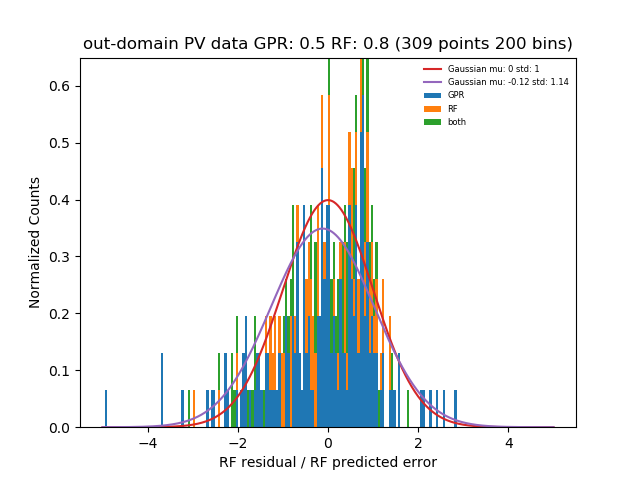 out-domain PV data GPR: 0.5 RF: 0.8 (309 points 200 bins)
Gaussian mu: 0 std: 1
Gaussian mu: -0.12 std: 1.14
GPR
RF
both
Normalized Counts
0.6
0.5
0.4
0.3
0.2
0.1
0.0
−4
−2
0
2
4
RF residual / RF predicted error